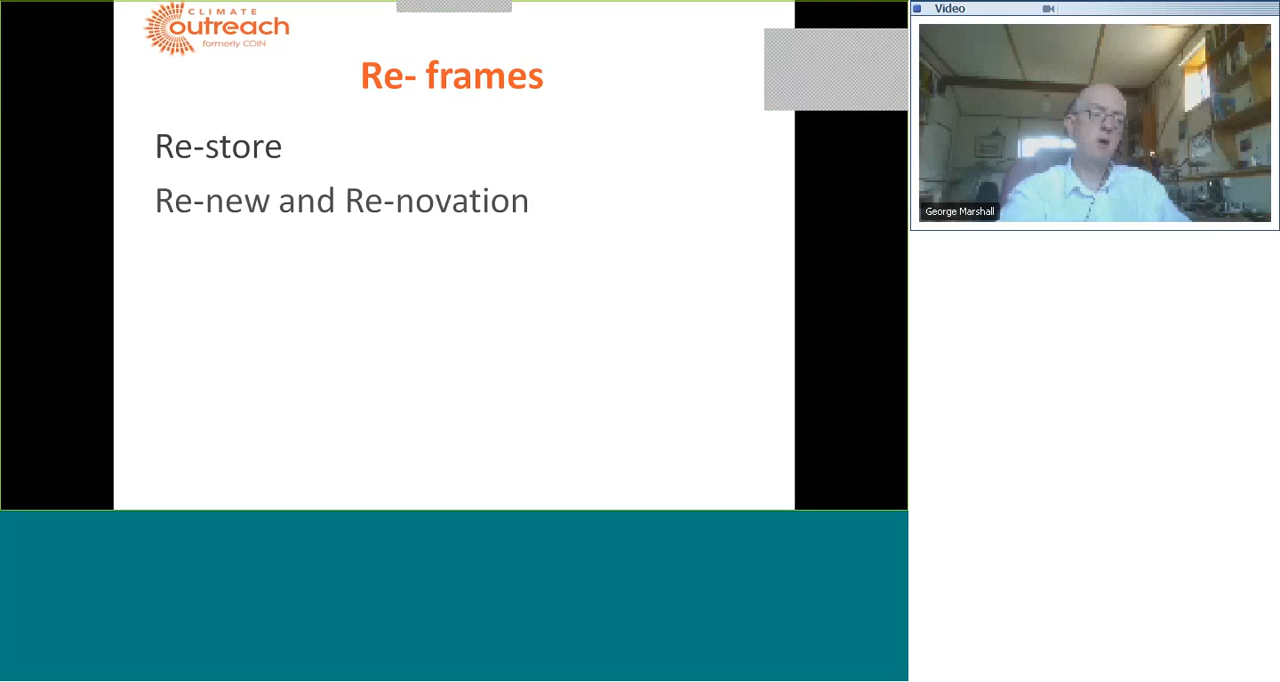 CLIMATE
outreach
formerly COIN
Re- frames
Re-store
Re-new and Re-novation
Video
George Marshall